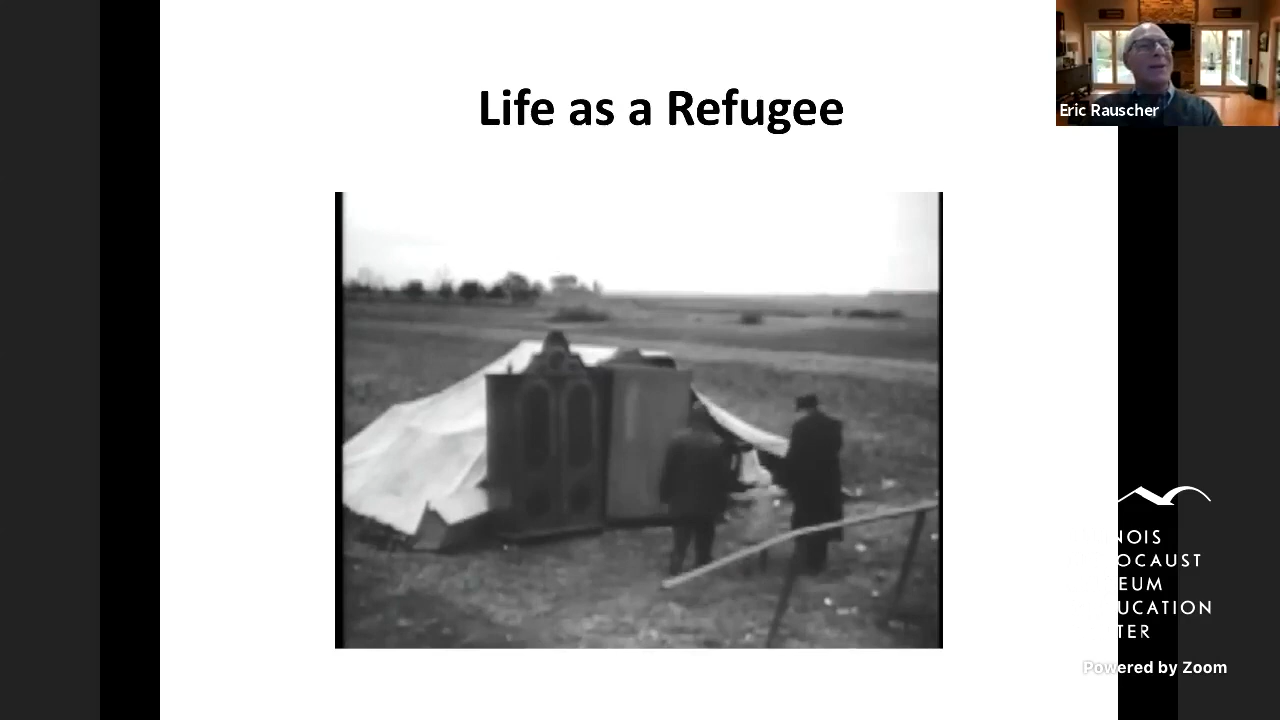 Life as a Refugee
Eric Rauscher
NOIS
OCAUST
EUM
UCATION
TER
Powered by Zoom